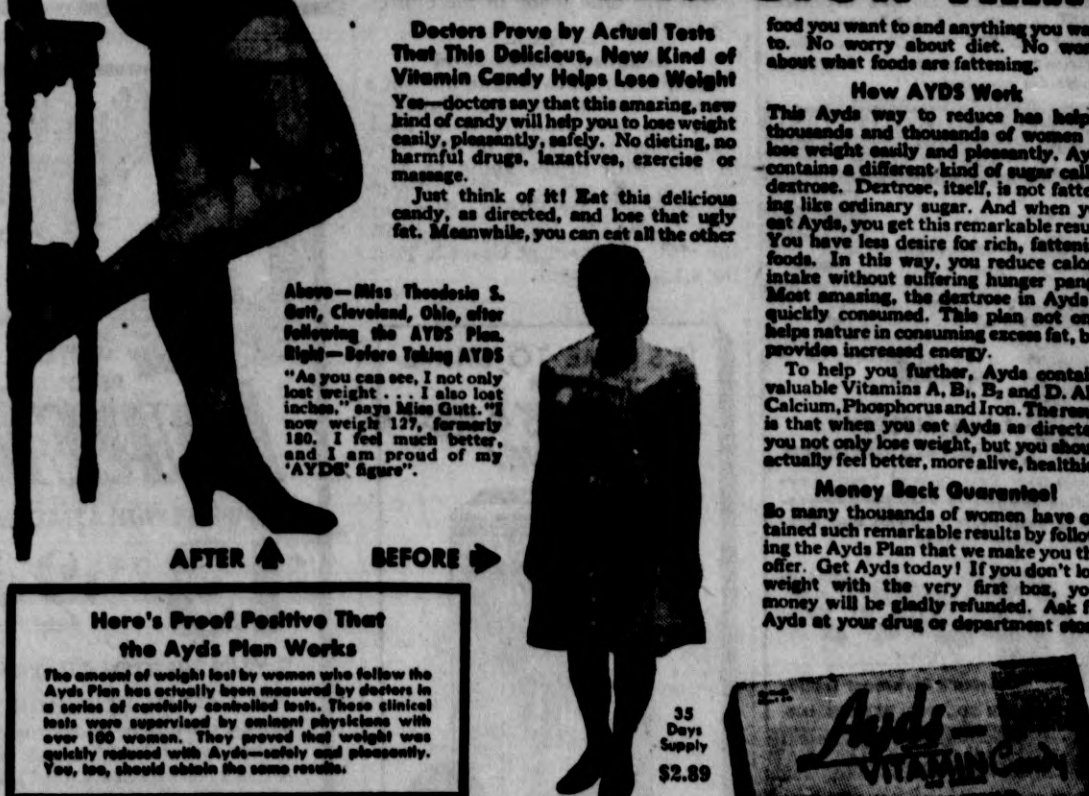 Doctors Prove by Actual Tests
That This Delicious, New Kind of
Vitamin Candy Helps Lose Weight
Yes—doctors say that this amazing, new
kind of candy will help you to lose weight
easily, pleasantly, safely. No dieting, no
harmful drugs, laxatives, exercise or
massage.
Just think of it! Eat this delicious
candy, as directed, and lose that ugly
fat. Meanwhile, you can eat all the other
food you want to and anything you
to. No worry about diet. No
about what foods are fattening.
How AYDS Work
This Ayds way to reduce has
thousands and thousands of women
lose weight easily and pleasantly.
contains a different kind of sugar
dextrose. Dextrose, itself, is not
ing like ordinary sugar. And when
eat Ayds, you get this remarkable
You have less desire for rich,
foods. In this way, you reduce
intake without suffering hunger
Most amazing, the dextrose in
quickly consumed. This plan not
helps nature in consuming excess fat,
provides increased energy.
To help you further, Ayds
valuable Vitamins A, B₁, B₂ and D.
Calcium, Phosphorus and Iron. The
is that when you eat Ayds as
you not only lose weight, but you
actually feel better, more alive,
Money Back Guarantee!
So many thousands of women have
tained such remarkable results by
ing the Ayds Plan that we make you
offer. Get Ayds today! If you don't
weight with the very first box,
money will be gladly refunded. Ask
Ayds at your drug or department
Above—Miss Theodosia S.
Gutt, Cleveland, Ohio, after
following the AYDS Plan.
Right—Before Taking AYDS
"As you can see, I not only
lost weight . . . I also lost
inches," says Miss Gutt. "I
now weigh 127, formerly
180. I feel much better,
and I am proud of my
'AYDS' figure".
AFTER
BEFORE
Here's Proof Positive That
the Ayds Plan Works
The amount of weight lost by women who follow the
Ayds Plan has actually been measured by doctors in
a series of carefully controlled tests. These clinical
tests were supervised by eminent physicians with
over 100 women. They proved that weight was
quickly reduced with Ayds—safely and pleasantly.
You, too, should obtain the same results.
35
Days
Supply
$2.89
Ayds
VITAMIN Candy